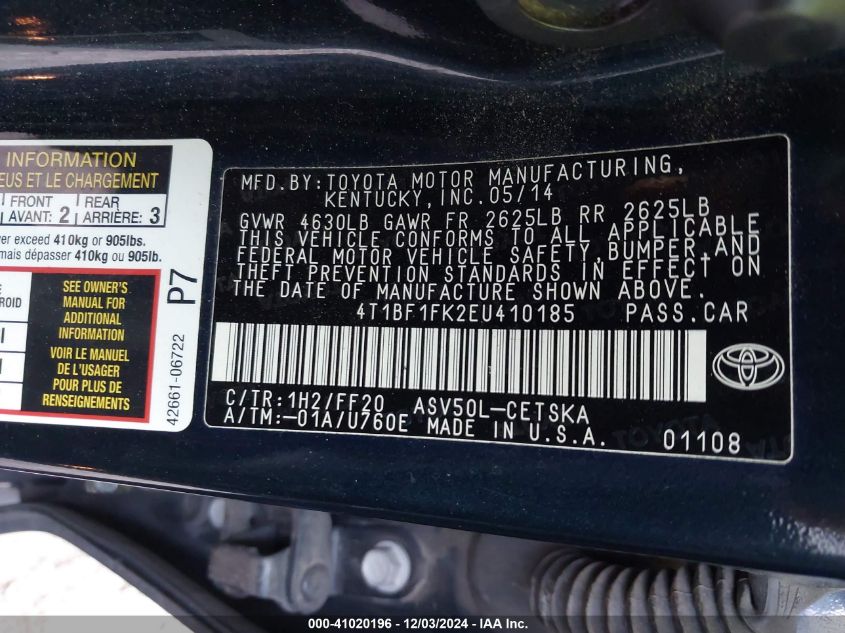 INFORMATION
EUS ET LE CHARGEMENT
FRONT REAR
AVANT: 2 ARRIÈRE: 3
er exceed 410kg or 905lbs.
mais dépasser 410kg ou 905lb.
SEE OWNER'S
MANUAL FOR
ADDITIONAL
INFORMATION
VOIR LE MANUEL
DE L'USAGER
POUR PLUS DE
RENSEIGNEMENTS
P7
42661-06722
MFD.BY:TOYOTA MOTOR MANUFACTURING,
KENTUCKY,INC.05/14
GVWR 4630LB GAWR FR 2625LB RR 2625LB
THIS VEHICLE CONFORMS TO ALL APPLICABLE
FEDERAL MOTOR VEHICLE SAFETY,BUMPER,AND
THEFT PREVENTION STANDARDS IN EFFECT ON
THE DATE OF MANUFACTURE SHOWN ABOVE.
4T1BF1FK2EU410185 PASS.CAR
C/TR:1H2/FF20 ASV50L-CETSKA
A/TM:-01A/U760E MADE IN U.S.A. 01108
000-41020196 - 12/03/2024 - IAA Inc.